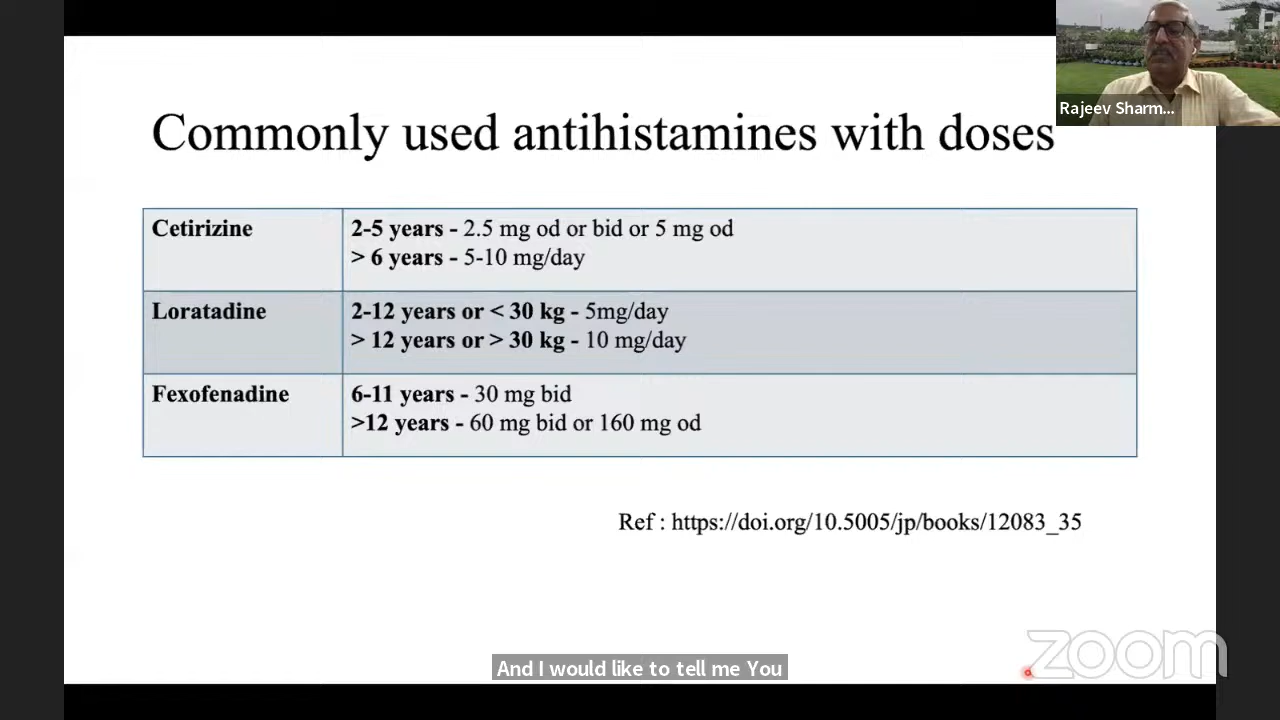 Rajeev Sharm...
Commonly used antihistamines with doses
Cetirizine
2-5 years - 2.5 mg od or bid or 5 mg od
> 6 years - 5-10 mg/day
Loratadine
2-12 years or < 30 kg - 5mg/day
> 12 years or > 30 kg - 10 mg/day
Fexofenadine
6-11 years - 30 mg bid
>12 years - 60 mg bid or 160 mg od
Ref : https://doi.org/10.5005/jp/books/12083_35
zoom
And I would like to tell me You